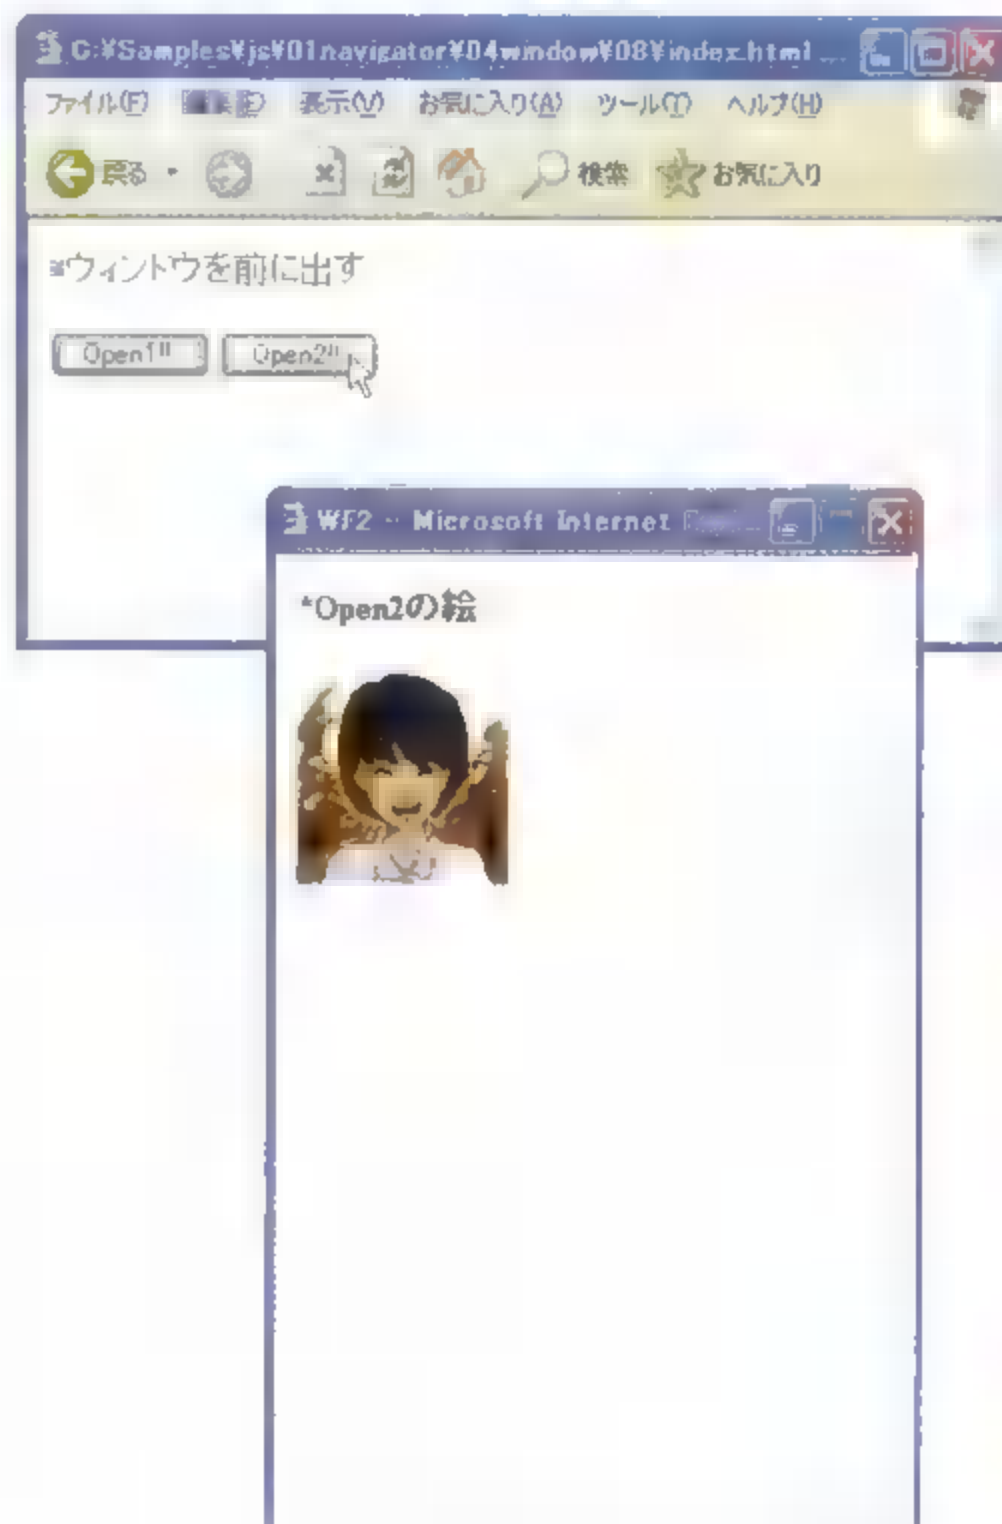 C:¥Samples¥js¥01navigator¥04window¥08¥index.html ...
ファイル(F) 表示(V) お気に入り(A) ツール(T) ヘルプ(H)
戻る 検索 お気に入り
*ウィンドウを前に出す
Open1" Open2"
WF2 - Microsoft Internet
*Open2の絵